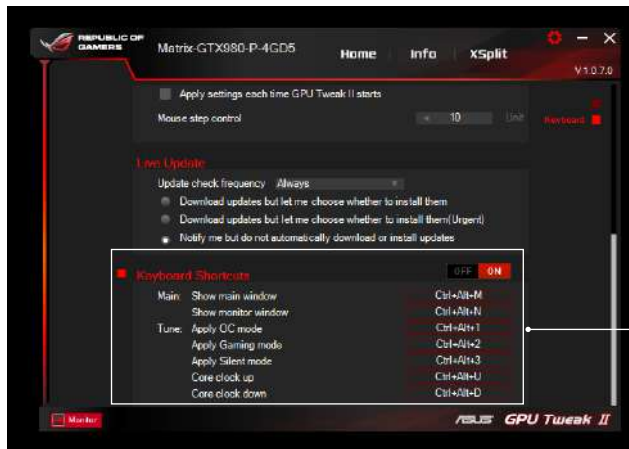 REPUBLIC OF
GAMERS
Matrix-GTX980-P-4GD5
Home Info XSplit
V1.0.7.0
Apply settings each time GPU Tweak II starts
Mouse step control 10 Unit
Keyboard
Live Update
Update check frequency Always
Download updates but let me choose whether to install them
Download updates but let me choose whether to install them(Urgent)
Notify me but do not automatically download or install updates
Keyboard Shortcuts OFF ON
Main: Show main window Ctrl+Alt+M
Show monitor window Ctrl+Alt+N
Tune: Apply OC mode Ctrl+Alt+1
Apply Gaming mode Ctrl+Alt+2
Apply Silent mode Ctrl+Alt+3
Core clock up Ctrl+Alt+U
Core clock down Ctrl+Alt+D
Monitor
ASUS GPU Tweak II